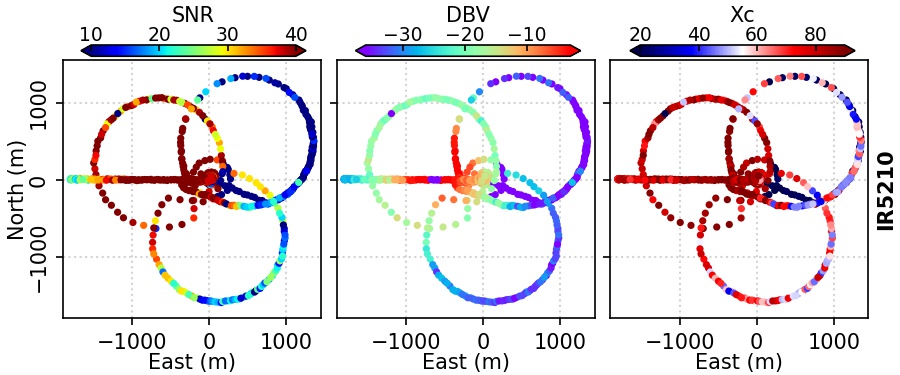 SNR DBV Xc
10 20 30 40 −30 −20 −10 20 40 60 80
1000
0
−1000
North (m)
IR5210
−1000 0 1000 −1000 0 1000 −1000 0 1000
East (m) East (m) East (m)